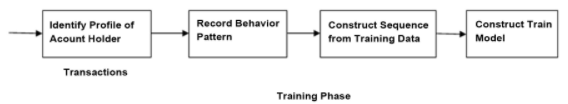 Identify Profile of
Acount Holder
Record Behavior
Pattern
Construct Sequence
from Training Data
Construct Train
Model
Transactions
Training Phase